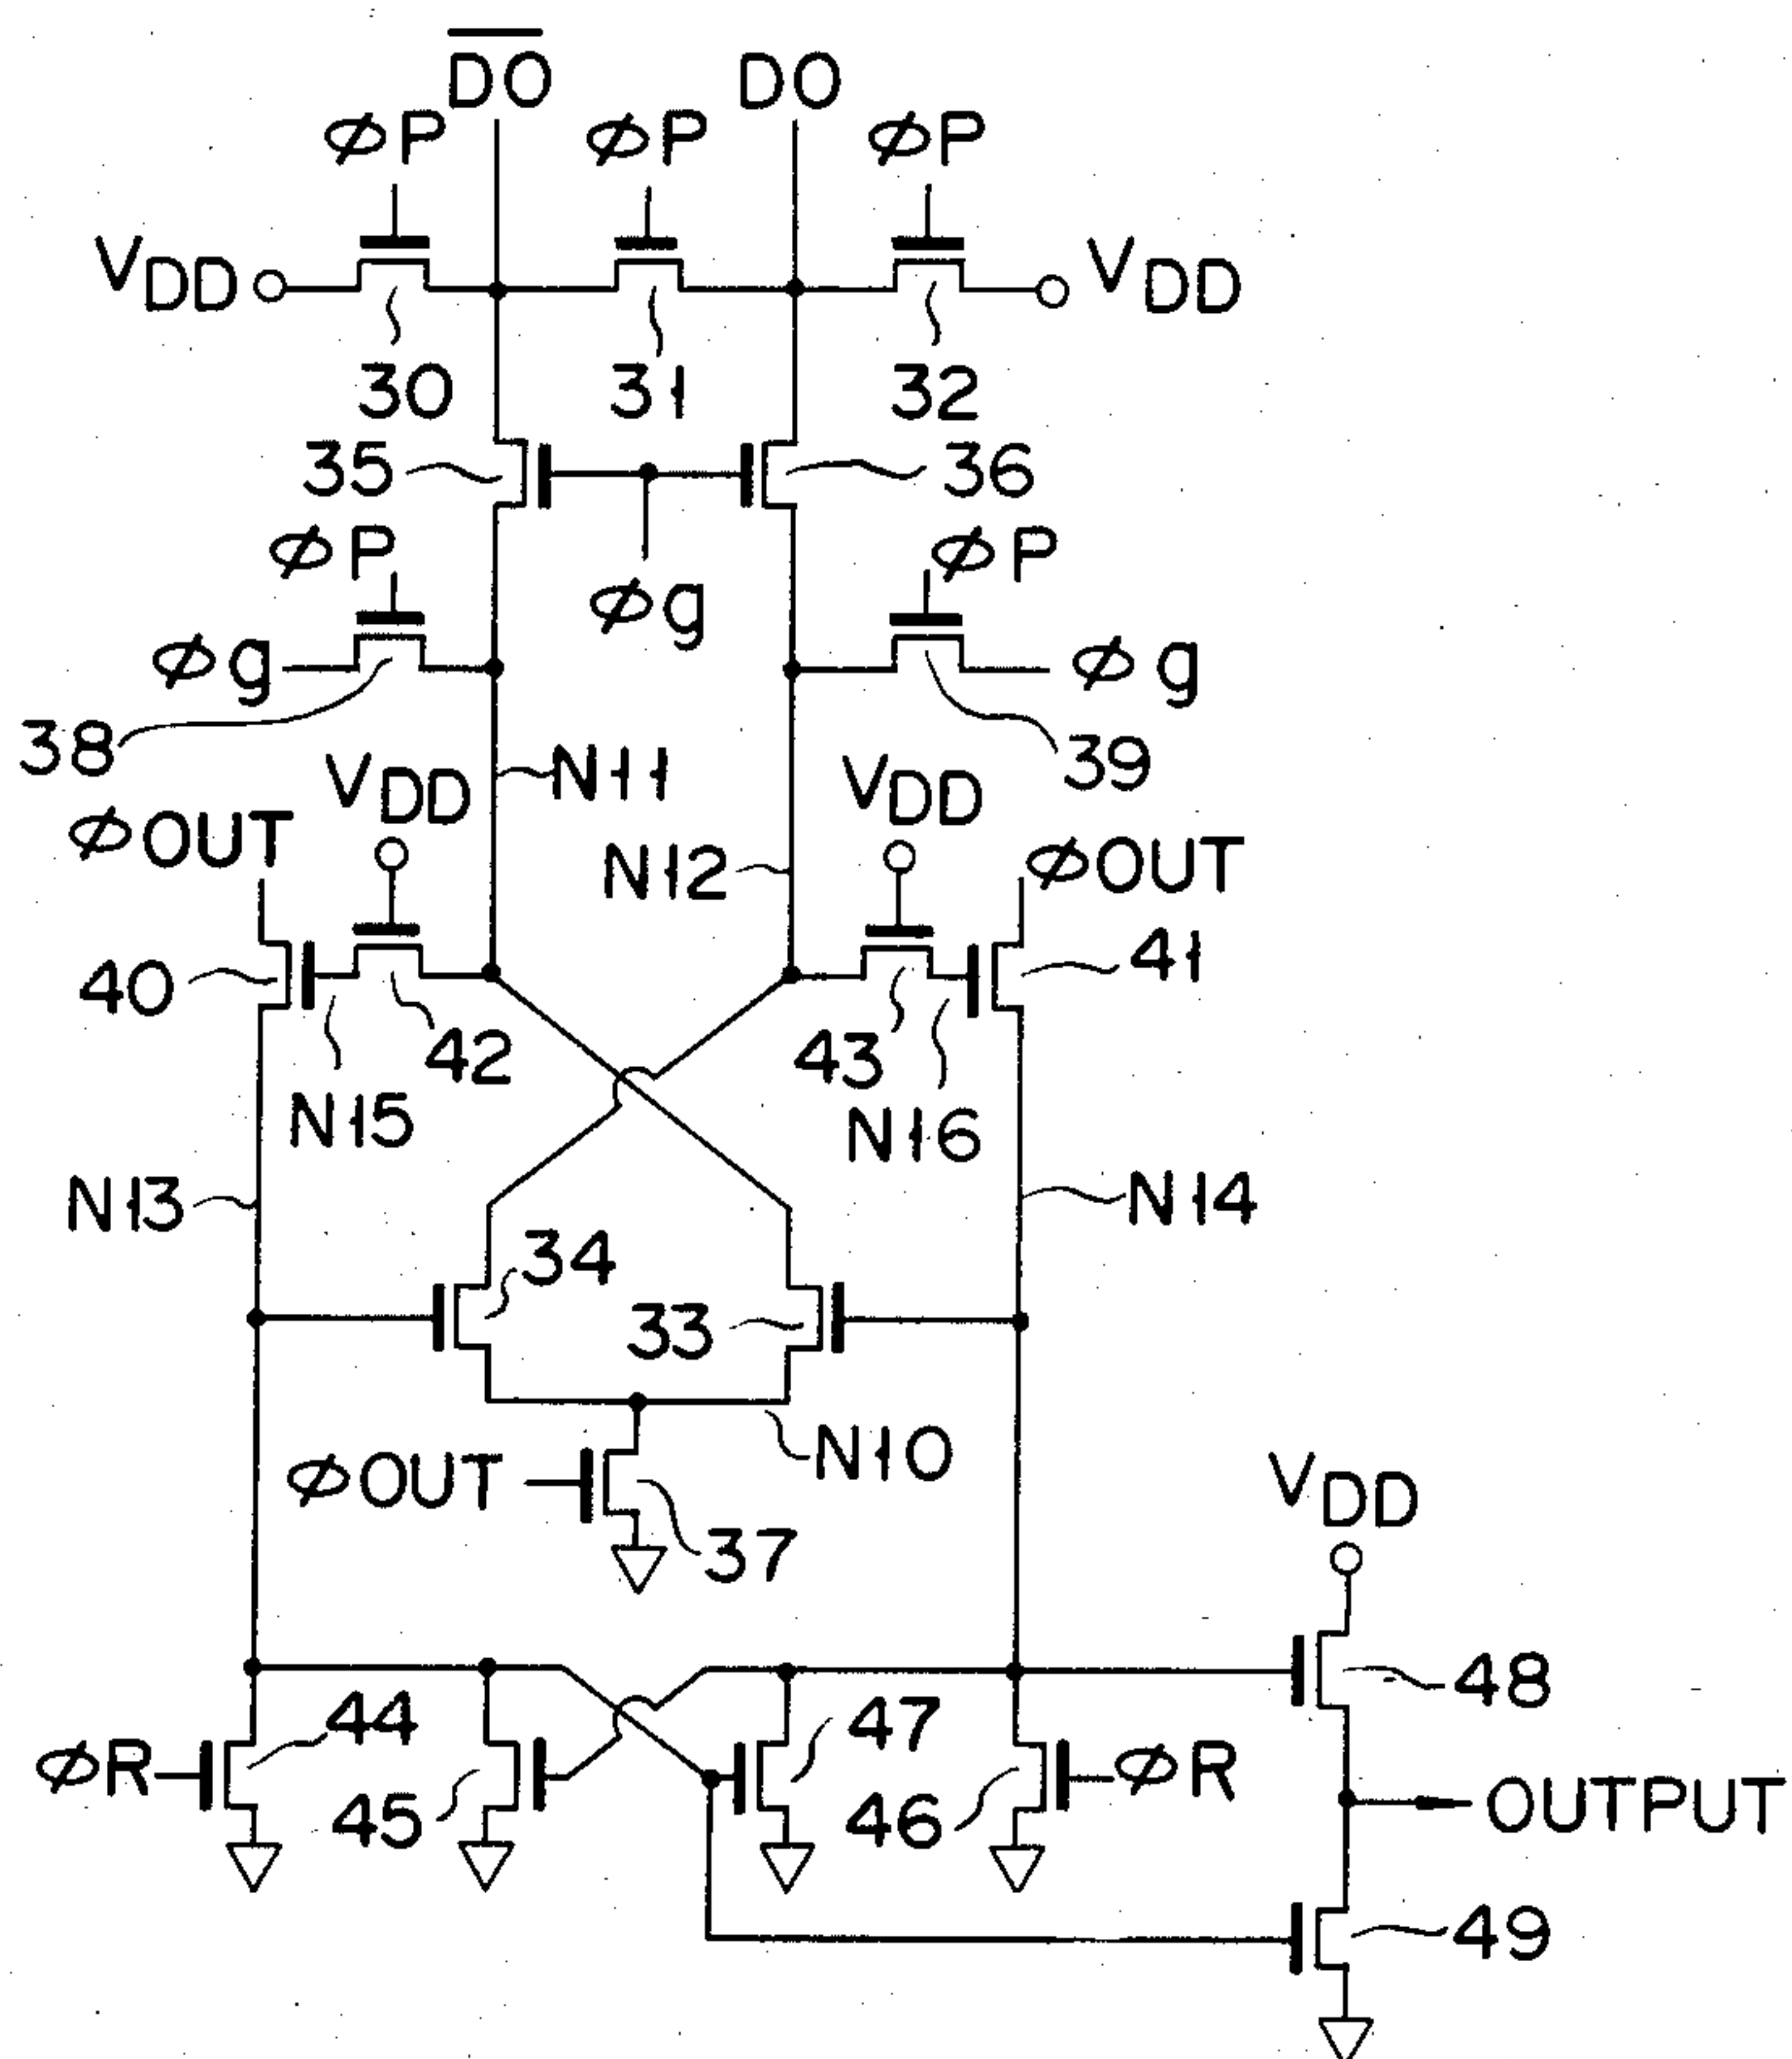 D̅O̅ DO
ϕP ϕP ϕP
VDD VDD
30 31 32
35 36
ϕP ϕg ϕP
ϕg ϕg
38 39
VDD N11 VDD
ϕOUT N12 ϕOUT
40 42 43 41
N15 N16
N13 N14
34 33
N10
ϕOUT 37
VDD
48
44 47
ϕR 45 46 ϕR
OUTPUT
49